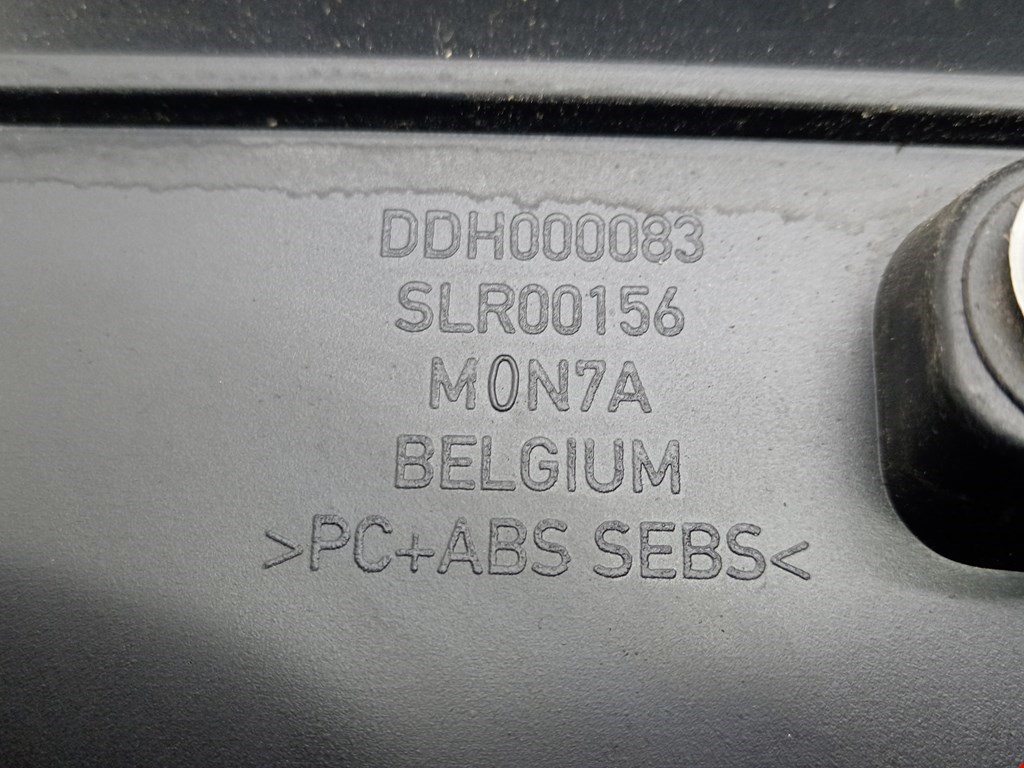 DDH000083
SLR00156
M0N7A
BELGIUM
>PC+ABS SEBS<